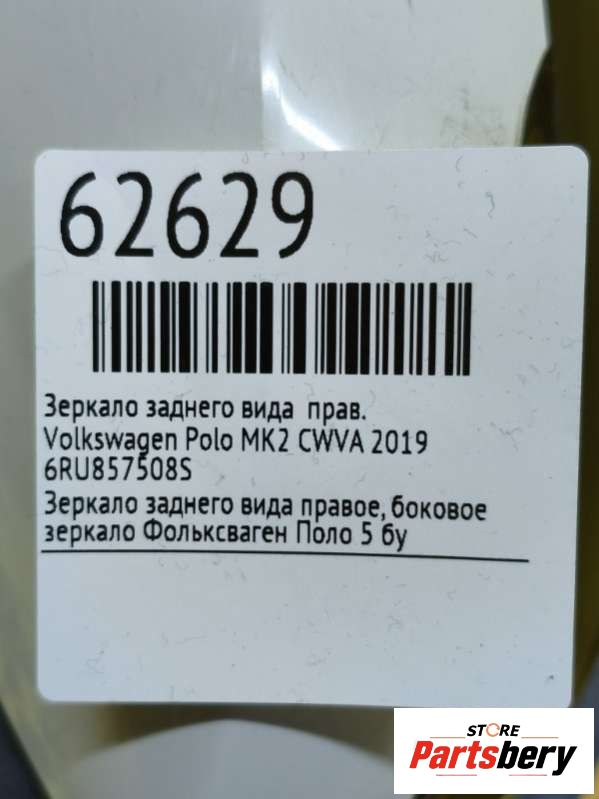 62629
Зеркало заднего вида прав.
Volkswagen Polo MK2 CWVA 2019
6RU857508S
Зеркало заднего вида правое, боковое
зеркало Фольксваген Поло 5 бу
STORE
Partsbery